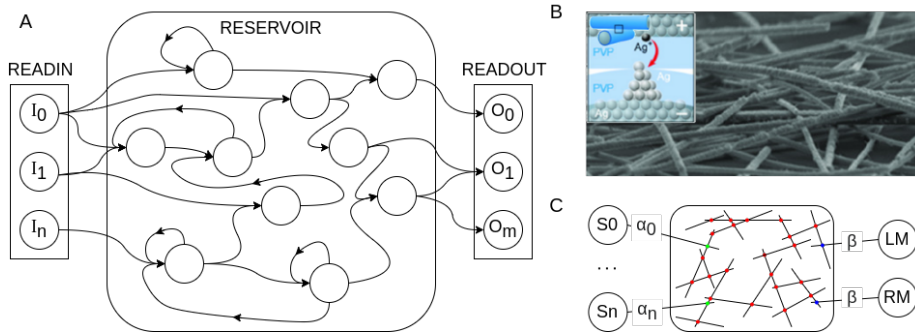 A
RESERVOIR
READIN
READOUT
I0
I1
In
O0
O1
Om
B
PVP
Ag+
Ag
PVP
+
−
C
S0
α0
...
Sn
αn
β
LM
β
RM